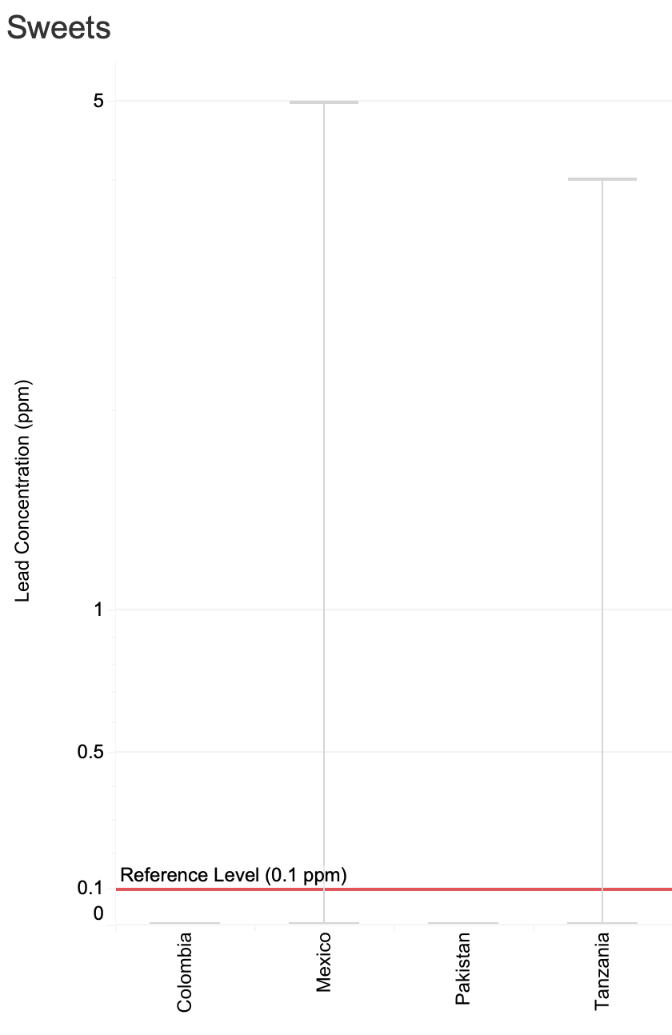 Sweets
5
Lead Concentration (ppm)
1
0.5
Reference Level (0.1 ppm)
0.1
0
Colombia
Mexico
Pakistan
Tanzania